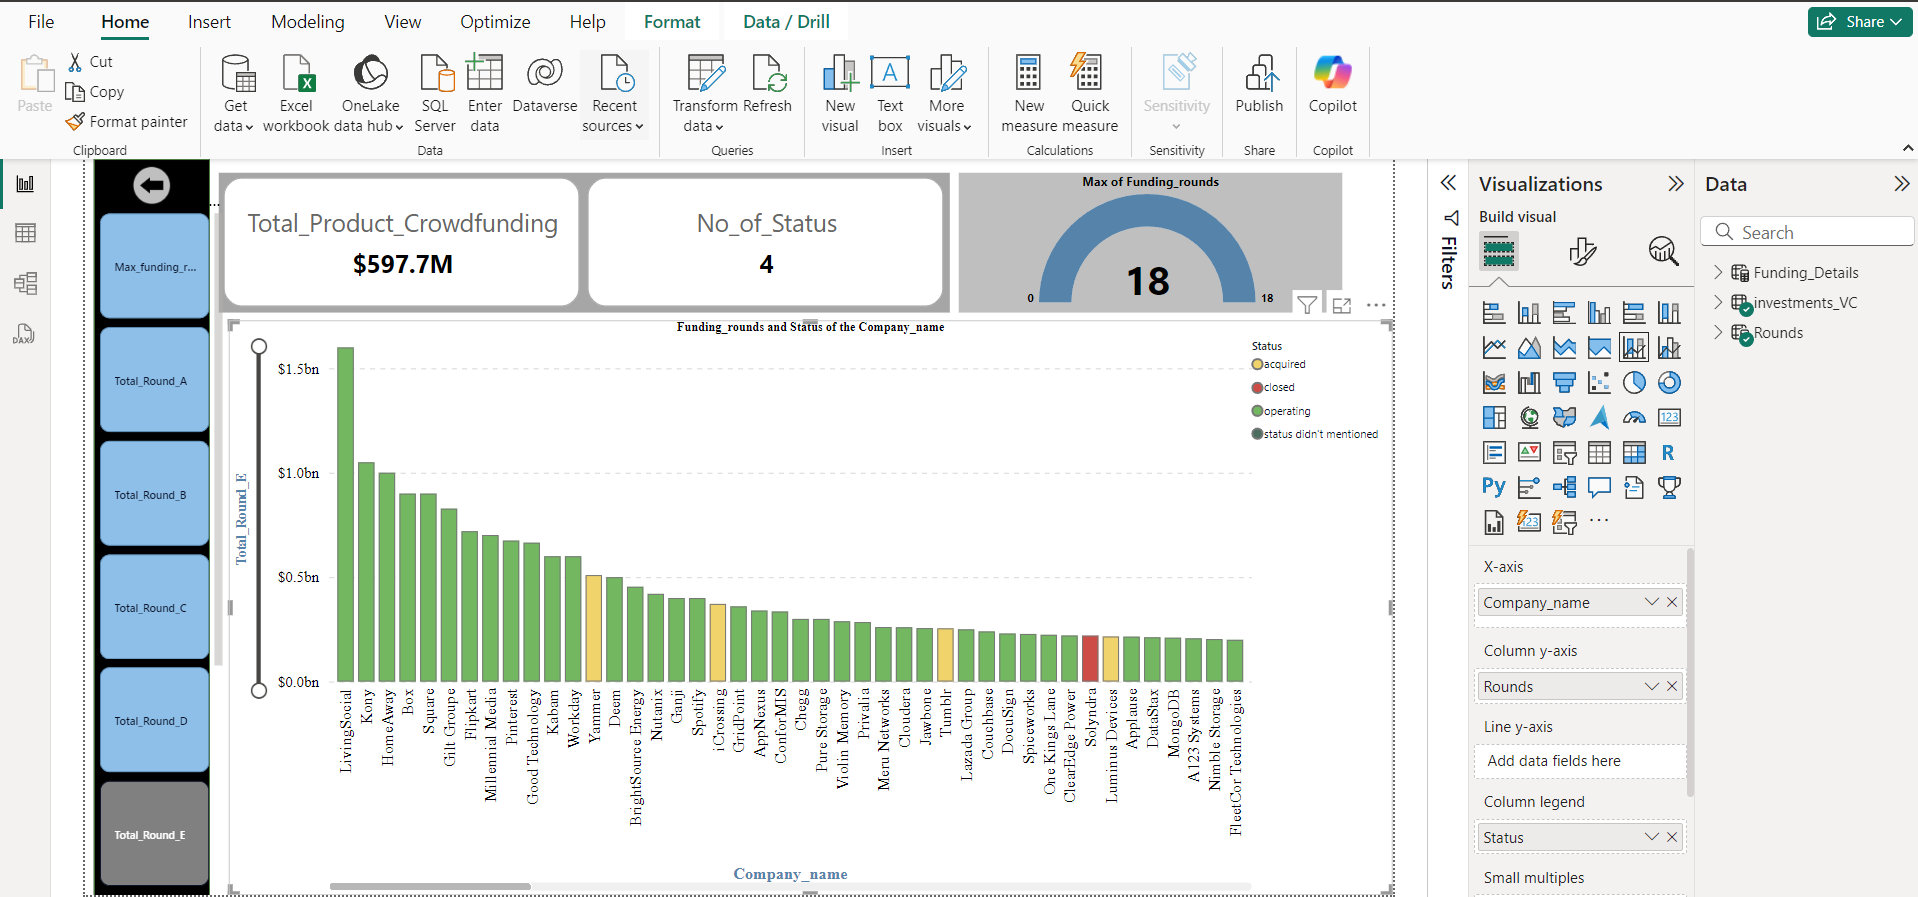 File Home Insert Modeling View Optimize Help Format Data / Drill Share
Paste
Cut
Copy
Format painter
Clipboard
Get data
Excel workbook
OneLake data hub
SQL Server
Enter data
Dataverse
Recent sources
Data
Transform data
Refresh
Queries
New visual
Text box
More visuals
Insert
New measure
Quick measure
Calculations
Sensitivity
Sensitivity
Publish
Share
Copilot
Copilot
Max_funding_r...
Total_Round_A
Total_Round_B
Total_Round_C
Total_Round_D
Total_Round_E
Total_Product_Crowdfunding
$597.7M
No_of_Status
4
Max of Funding_rounds
18
0
18
Funding_rounds and Status of the Company_name
Total_Round_E
$1.5bn
$1.0bn
$0.5bn
$0.0bn
Status
acquired
closed
operating
status didn't mentioned
LivingSocial
Kony
HomeAway
Box
Square
Gilt Groupe
Flipkart
Millennial Media
Pinterest
Good Technology
Kabam
Workday
Yammer
Deem
BrightSource Energy
Nutanix
Ganji
Spotify
iCrossing
GridPoint
AppNexus
ConforMIS
Chegg
Pure Storage
Violin Memory
Privalia
Meru Networks
Cloudera
Jawbone
Tumblr
Lazada Group
Couchbase
DocuSign
Spiceworks
One Kings Lane
ClearEdge Power
Solyndra
Luminus Devices
Applause
DataStax
MongoDB
A123 Systems
Nimble Storage
FleetCor Technologies
Company_name
Filters
Visualizations
Build visual
123
R
Py
123
X-axis
Company_name
Column y-axis
Rounds
Line y-axis
Add data fields here
Column legend
Status
Small multiples
Data
Search
Funding_Details
investments_VC
Rounds
DAX